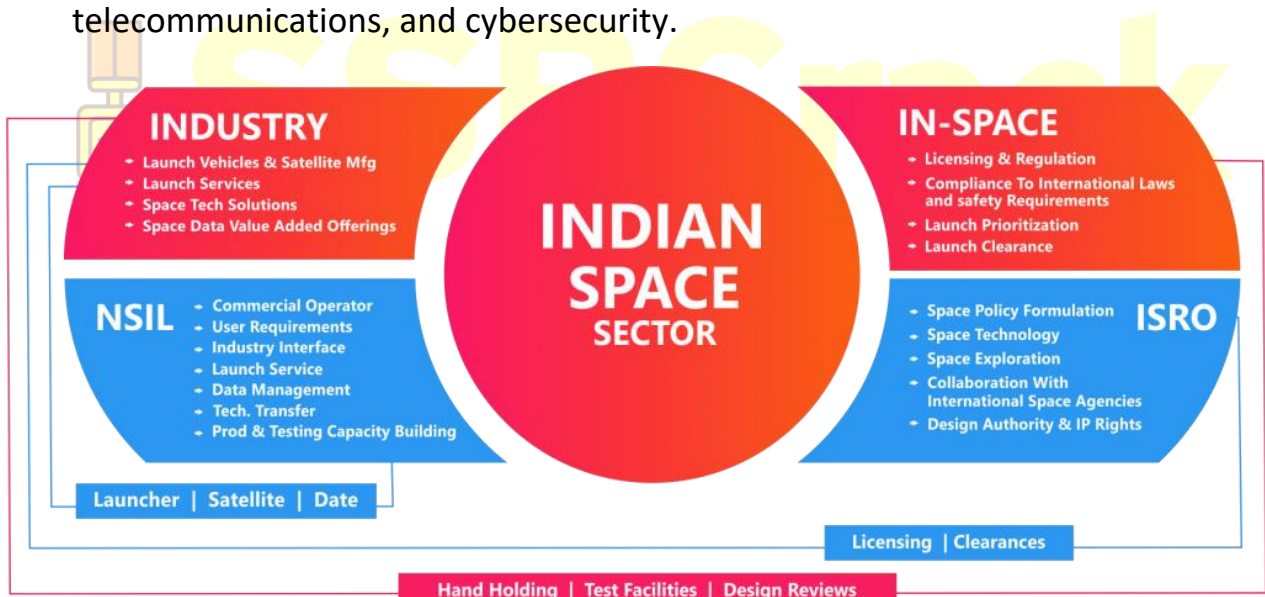 telecommunications, and cybersecurity.
SSBCrack
INDUSTRY
Launch Vehicles & Satellite Mfg
Launch Services
Space Tech Solutions
Space Data Value Added Offerings
NSIL
Commercial Operator
User Requirements
Industry Interface
Launch Service
Data Management
Tech. Transfer
Prod & Testing Capacity Building
INDIAN
SPACE
SECTOR
IN-SPACE
Licensing & Regulation
Compliance To International Laws
and safety Requirements
Launch Prioritization
Launch Clearance
Space Policy Formulation
Space Technology
Space Exploration
Collaboration With
International Space Agencies
Design Authority & IP Rights
ISRO
Launcher | Satellite | Date
Licensing | Clearances
Hand Holding | Test Facilities | Design Reviews